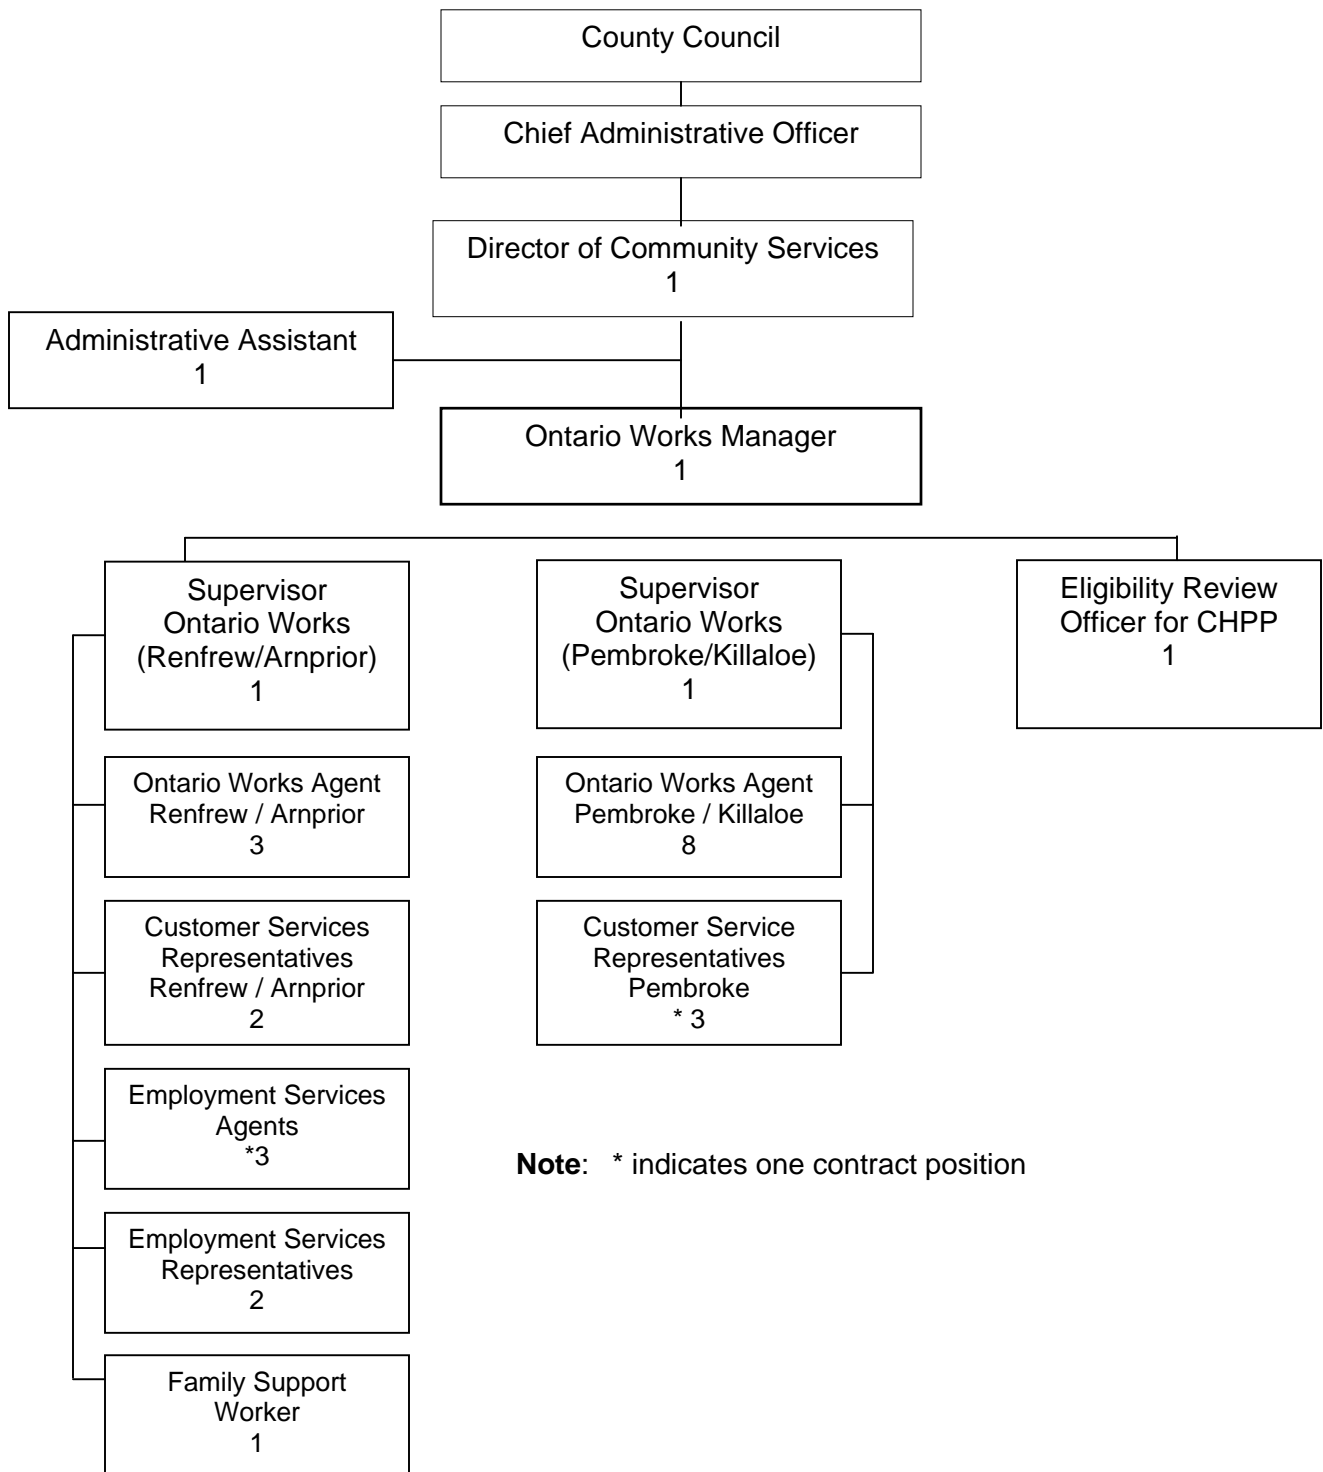 County Council
Chief Administrative Officer
Director of Community Services
1
Administrative Assistant
1
Ontario Works Manager
1
Supervisor
Ontario Works
(Renfrew/Arnprior)
1
Supervisor
Ontario Works
(Pembroke/Killaloe)
1
Eligibility Review
Officer for CHPP
1
Ontario Works Agent
Renfrew / Arnprior
3
Ontario Works Agent
Pembroke / Killaloe
8
Customer Services
Representatives
Renfrew / Arnprior
2
Customer Service
Representatives
Pembroke
* 3
Employment Services
Agents
*3
Note: * indicates one contract position
Employment Services
Representatives
2
Family Support
Worker
1